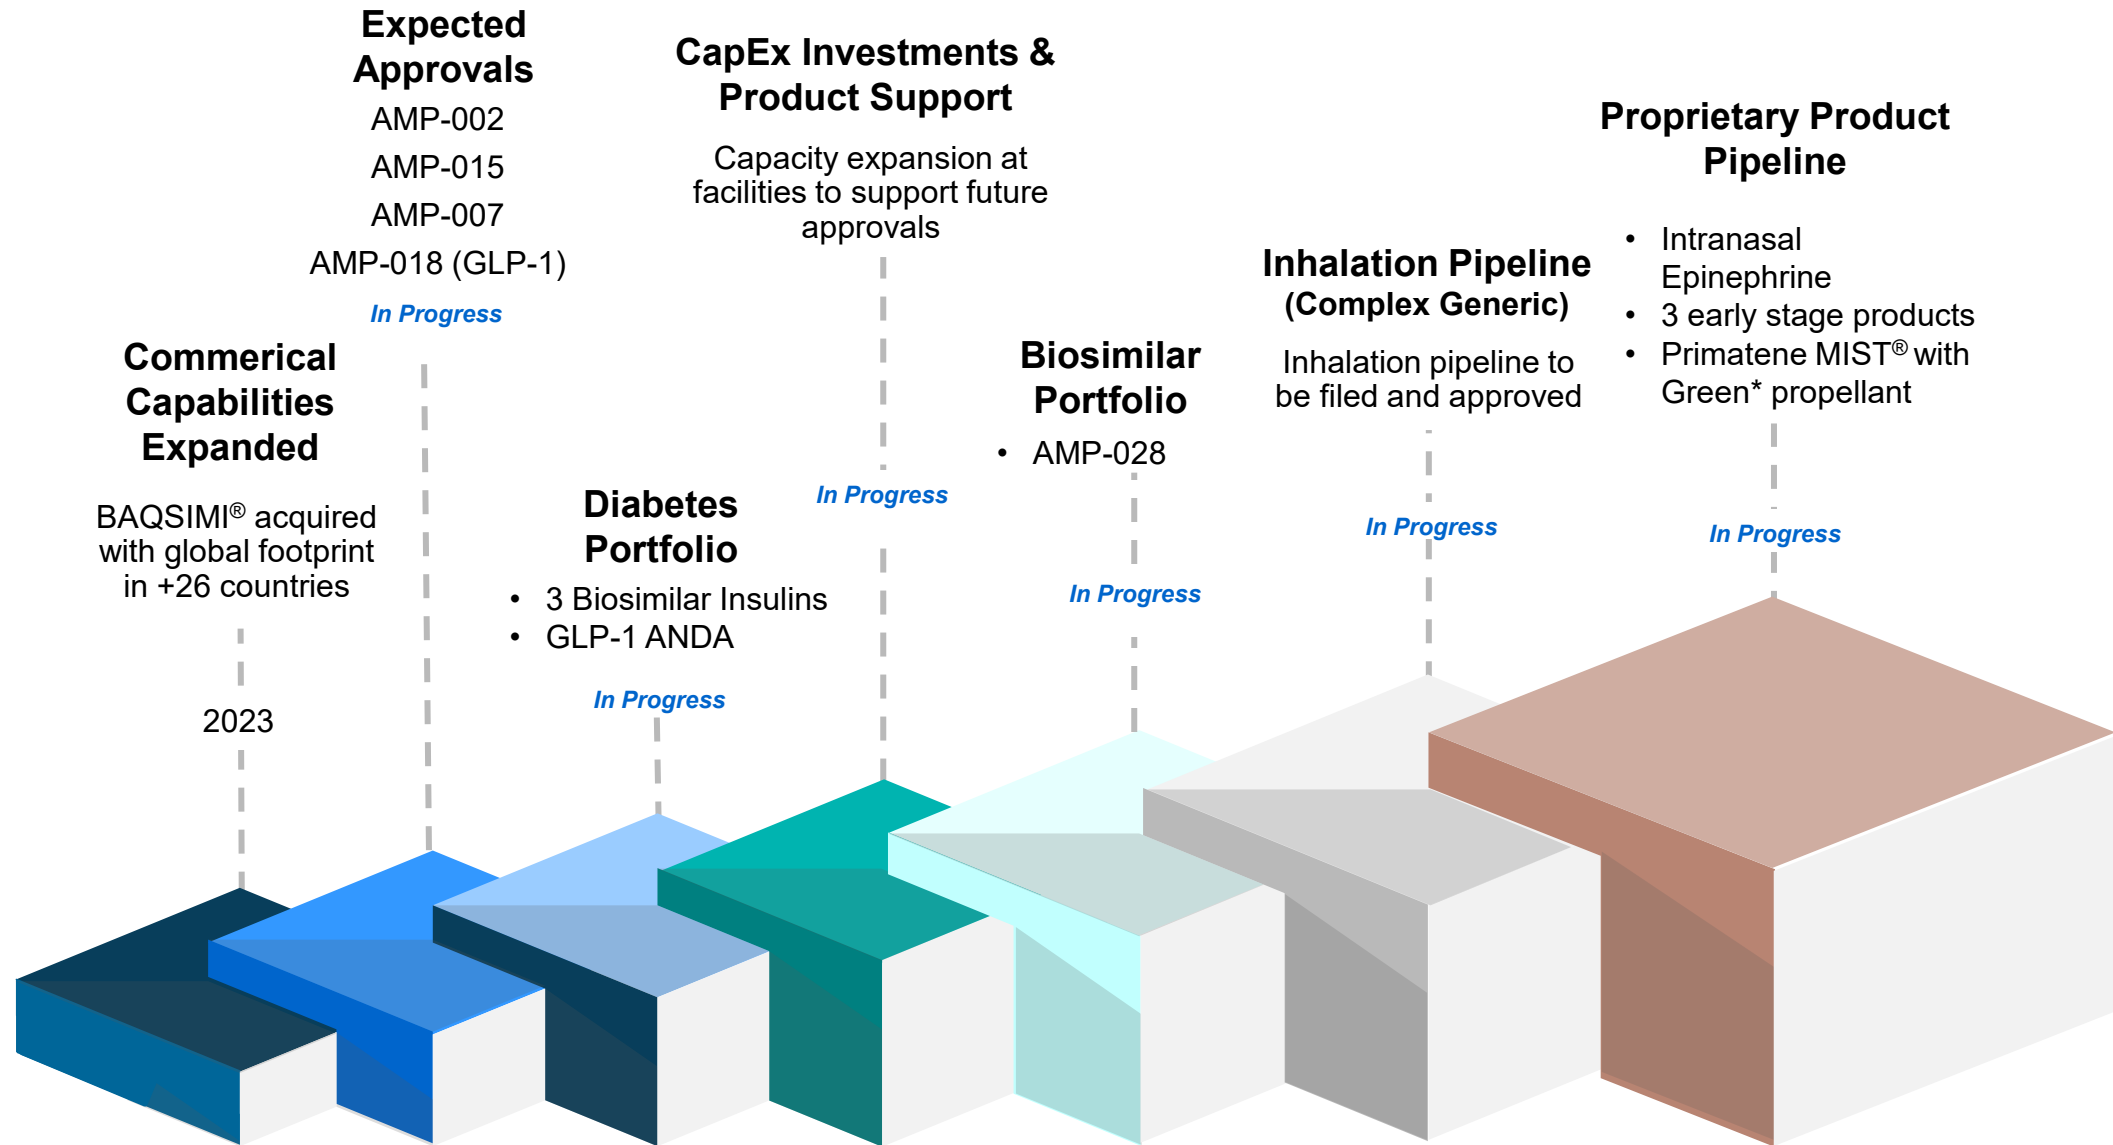 Expected
Approvals
AMP-002
AMP-015
AMP-007
AMP-018 (GLP-1)
In Progress
CapEx Investments &
Product Support
Capacity expansion at
facilities to support future
approvals
In Progress
Proprietary Product
Pipeline
• Intranasal
Epinephrine
• 3 early stage products
• Primatene MIST® with
Green* propellant
In Progress
Inhalation Pipeline
(Complex Generic)
Inhalation pipeline to
be filed and approved
In Progress
Commerical
Capabilities
Expanded
BAQSIMI® acquired
with global footprint
in +26 countries
2023
Biosimilar
Portfolio
• AMP-028
In Progress
Diabetes
Portfolio
• 3 Biosimilar Insulins
• GLP-1 ANDA
In Progress